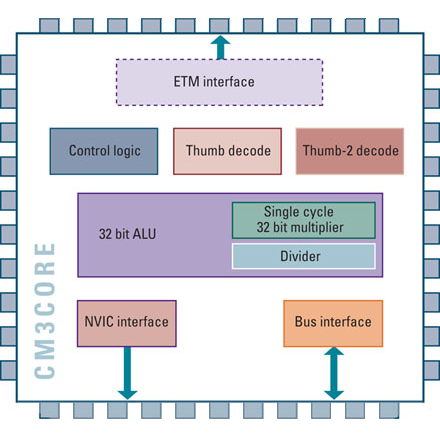 ETM interface
Control logic
Thumb decode
Thumb-2 decode
32 bit ALU
Single cycle
32 bit multiplier
Divider
NVIC interface
Bus interface
CM3CORE